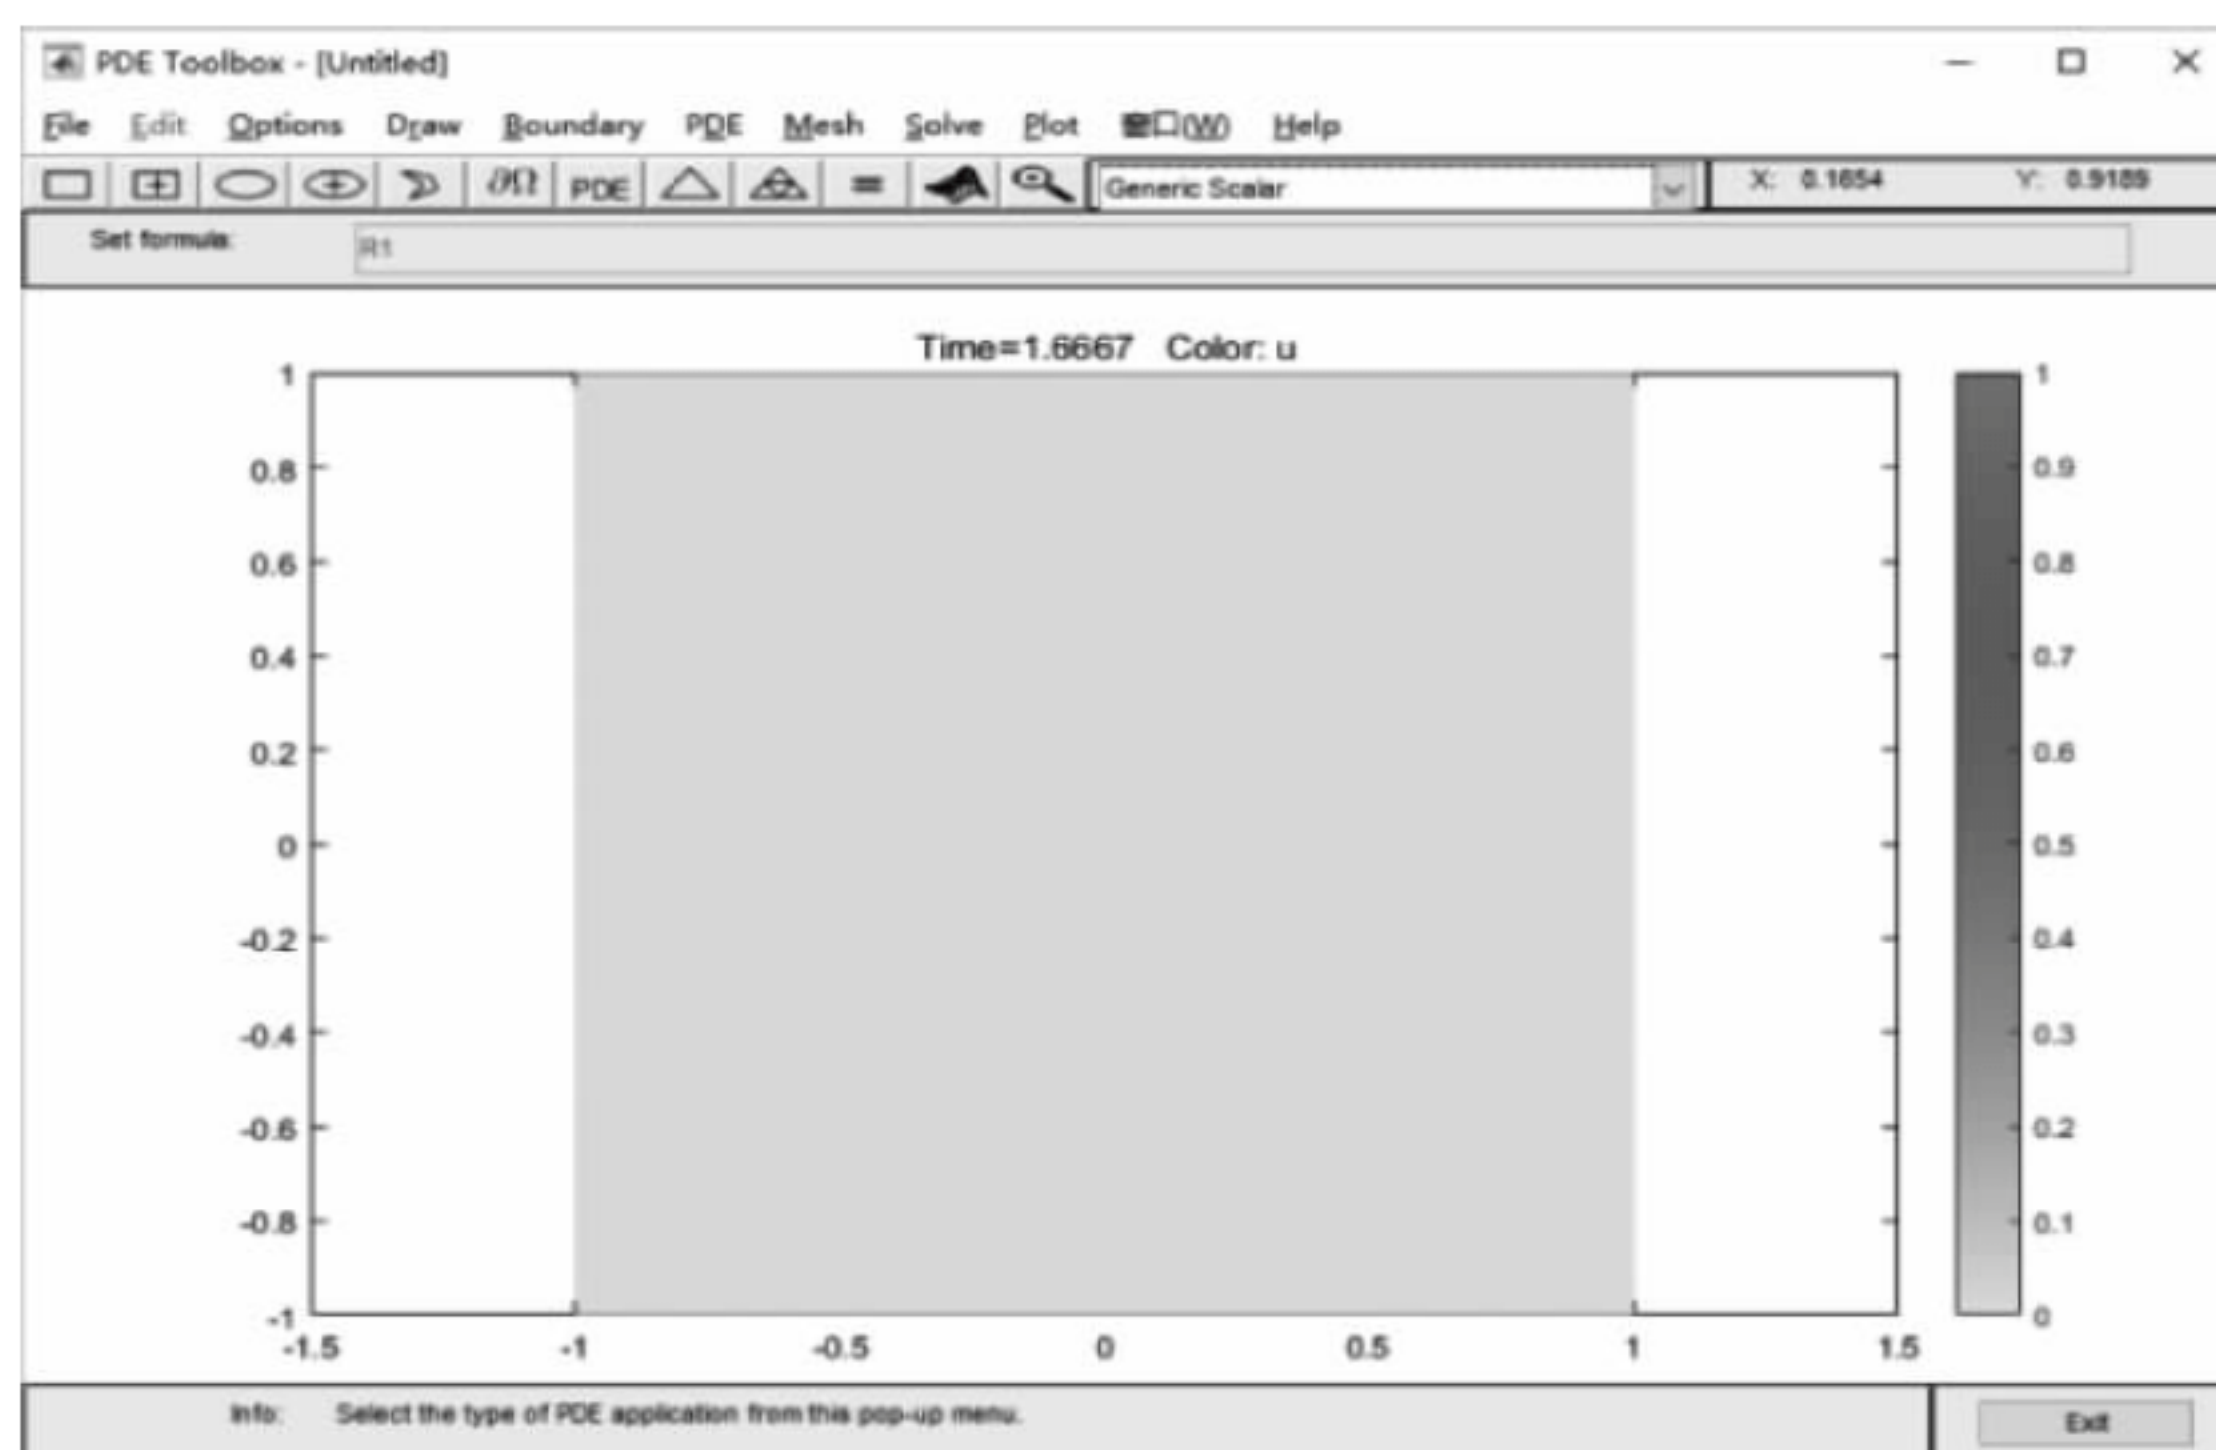 PDE Toolbox - [Untitled]
File Edit Options Draw Boundary PDE Mesh Solve Plot 窗口(W) Help
∂Ω PDE = Generic Scalar X: 0.1654 Y: 0.9189
Set formula: R1
Time=1.6667 Color: u
1
0.8
0.6
0.4
0.2
0
-0.2
-0.4
-0.6
-0.8
-1
-1.5 -1 -0.5 0 0.5 1 1.5
1
0.9
0.8
0.7
0.6
0.5
0.4
0.3
0.2
0.1
0
Info: Select the type of PDE application from this pop-up menu.
Exit